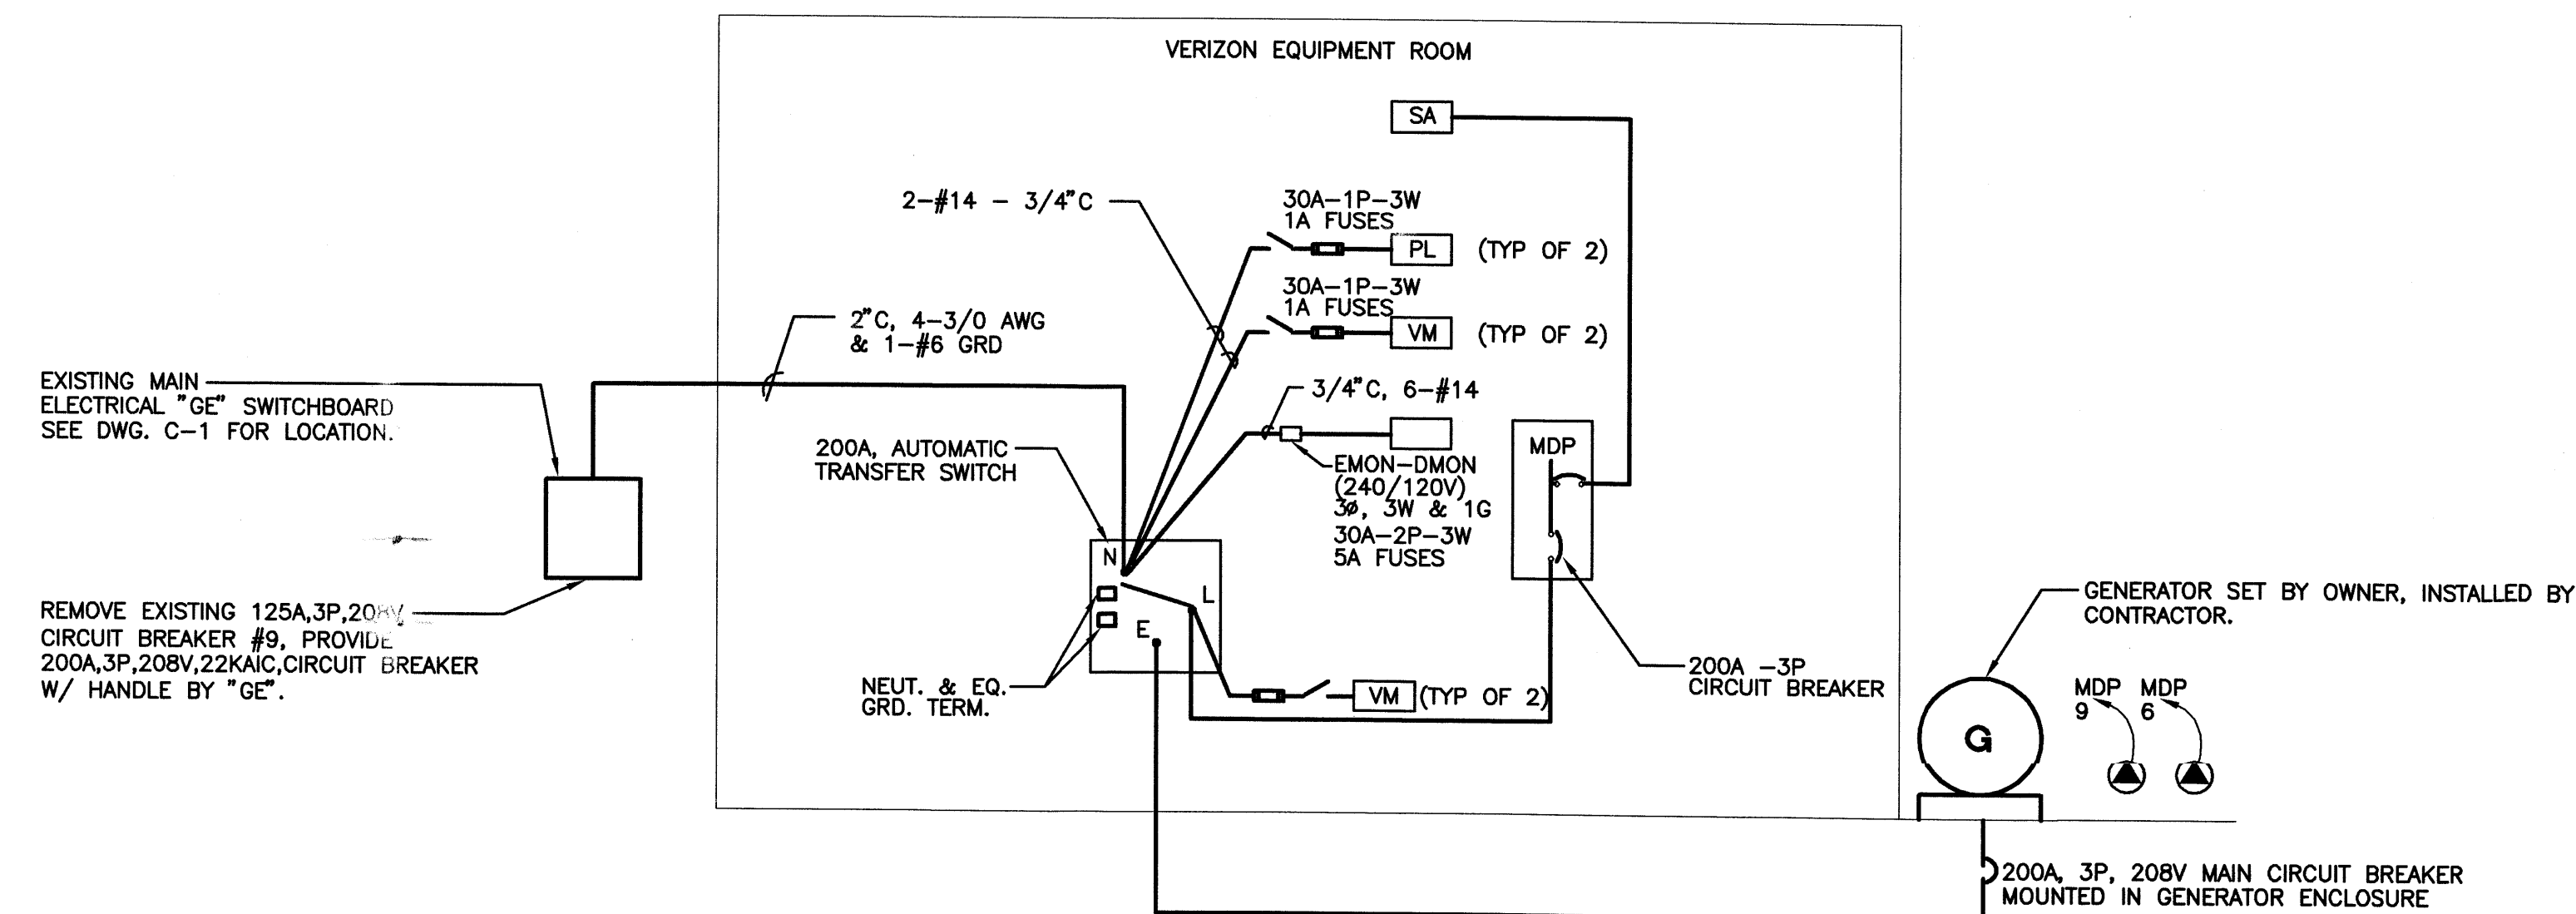 VERIZON EQUIPMENT ROOM
SA
2-#14 - 3/4"C
30A-1P-3W
1A FUSES
PL (TYP OF 2)
30A-1P-3W
1A FUSES
VM (TYP OF 2)
2"C, 4-3/0 AWG
& 1-#6 GRD
EXISTING MAIN
ELECTRICAL "GE" SWITCHBOARD
SEE DWG. C-1 FOR LOCATION.
3/4"C, 6-#14
200A, AUTOMATIC
TRANSFER SWITCH
EMON-DMON
(240/120V)
3ø, 3W & 1G
30A-2P-3W
5A FUSES
MDP
N
L
E
REMOVE EXISTING 125A,3P,208V,
CIRCUIT BREAKER #9, PROVIDE
200A,3P,208V,22KAIC,CIRCUIT BREAKER
W/ HANDLE BY "GE".
NEUT. & EQ.
GRD. TERM.
VM (TYP OF 2)
200A -3P
CIRCUIT BREAKER
GENERATOR SET BY OWNER, INSTALLED BY
CONTRACTOR.
G
MDP MDP
9 6
200A, 3P, 208V MAIN CIRCUIT BREAKER
MOUNTED IN GENERATOR ENCLOSURE